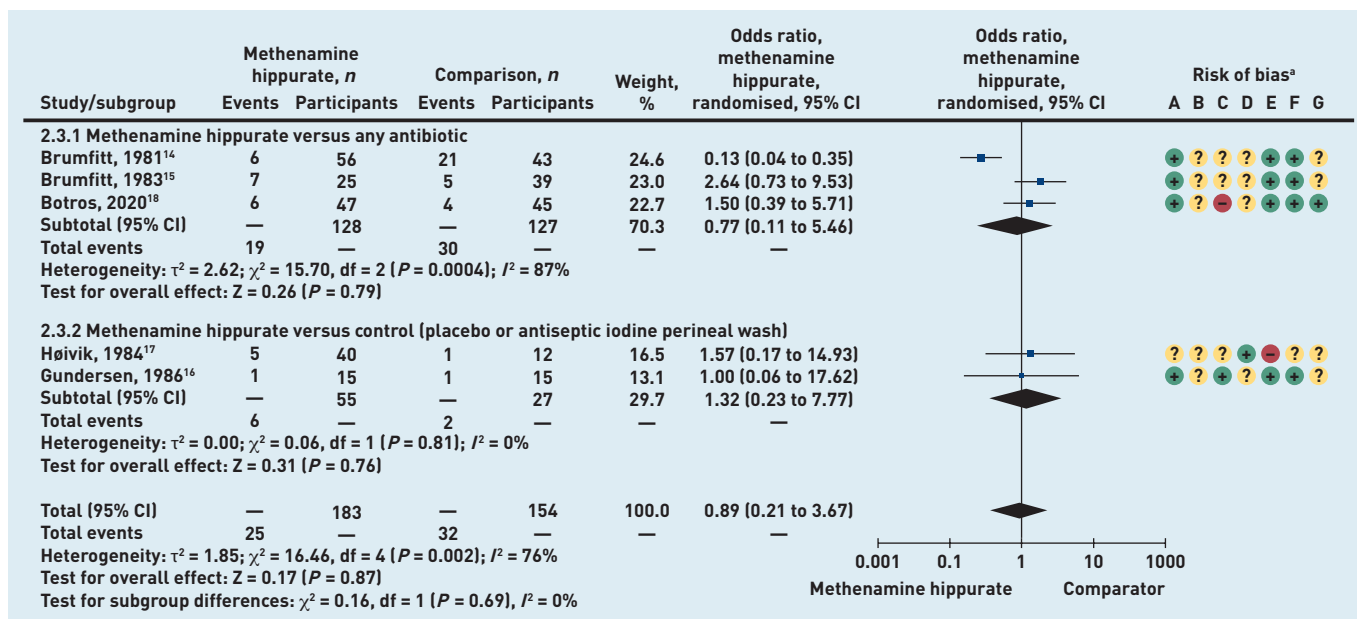 Methenamine hippurate, n Comparison, n Weight, % Odds ratio, methenamine hippurate, randomised, 95% CI Odds ratio, methenamine hippurate, randomised, 95% CI Risk of biasᵃ
Study/subgroup Events Participants Events Participants A B C D E F G
2.3.1 Methenamine hippurate versus any antibiotic
Brumfitt, 1981¹⁴ 6 56 21 43 24.6 0.13 (0.04 to 0.35) + ? ? ? + + ?
Brumfitt, 1983¹⁵ 7 25 5 39 23.0 2.64 (0.73 to 9.53) + ? ? ? + + ?
Botros, 2020¹⁸ 6 47 4 45 22.7 1.50 (0.39 to 5.71) + ? − ? + + +
Subtotal (95% CI) — 128 — 127 70.3 0.77 (0.11 to 5.46)
Total events 19 — 30 — — —
Heterogeneity: τ² = 2.62; χ² = 15.70, df = 2 (P = 0.0004); I² = 87%
Test for overall effect: Z = 0.26 (P = 0.79)
2.3.2 Methenamine hippurate versus control (placebo or antiseptic iodine perineal wash)
Høivik, 1984¹⁷ 5 40 1 12 16.5 1.57 (0.17 to 14.93) ? ? ? + − ? ?
Gundersen, 1986¹⁶ 1 15 1 15 13.1 1.00 (0.06 to 17.62) + ? + ? + + ?
Subtotal (95% CI) — 55 — 27 29.7 1.32 (0.23 to 7.77)
Total events 6 — 2 — — —
Heterogeneity: τ² = 0.00; χ² = 0.06, df = 1 (P = 0.81); I² = 0%
Test for overall effect: Z = 0.31 (P = 0.76)
Total (95% CI) — 183 — 154 100.0 0.89 (0.21 to 3.67)
Total events 25 — 32 — — —
Heterogeneity: τ² = 1.85; χ² = 16.46, df = 4 (P = 0.002); I² = 76%
Test for overall effect: Z = 0.17 (P = 0.87)
Test for subgroup differences: χ² = 0.16, df = 1 (P = 0.69), I² = 0%
0.001 0.1 1 10 1000
Methenamine hippurate Comparator